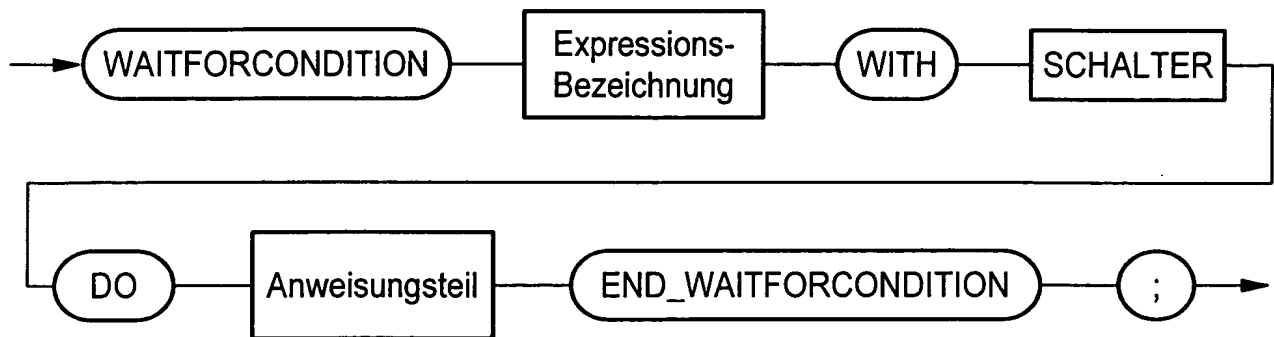 WAITFORCONDITION
Expressions-
Bezeichnung
WITH
SCHALTER
DO
Anweisungsteil
END_WAITFORCONDITION
;